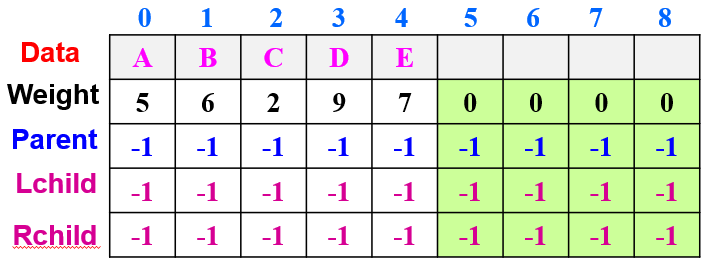 0 1 2 3 4 5 6 7 8
Data A B C D E
Weight 5 6 2 9 7 0 0 0 0
Parent -1 -1 -1 -1 -1 -1 -1 -1 -1
Lchild -1 -1 -1 -1 -1 -1 -1 -1 -1
Rchild -1 -1 -1 -1 -1 -1 -1 -1 -1